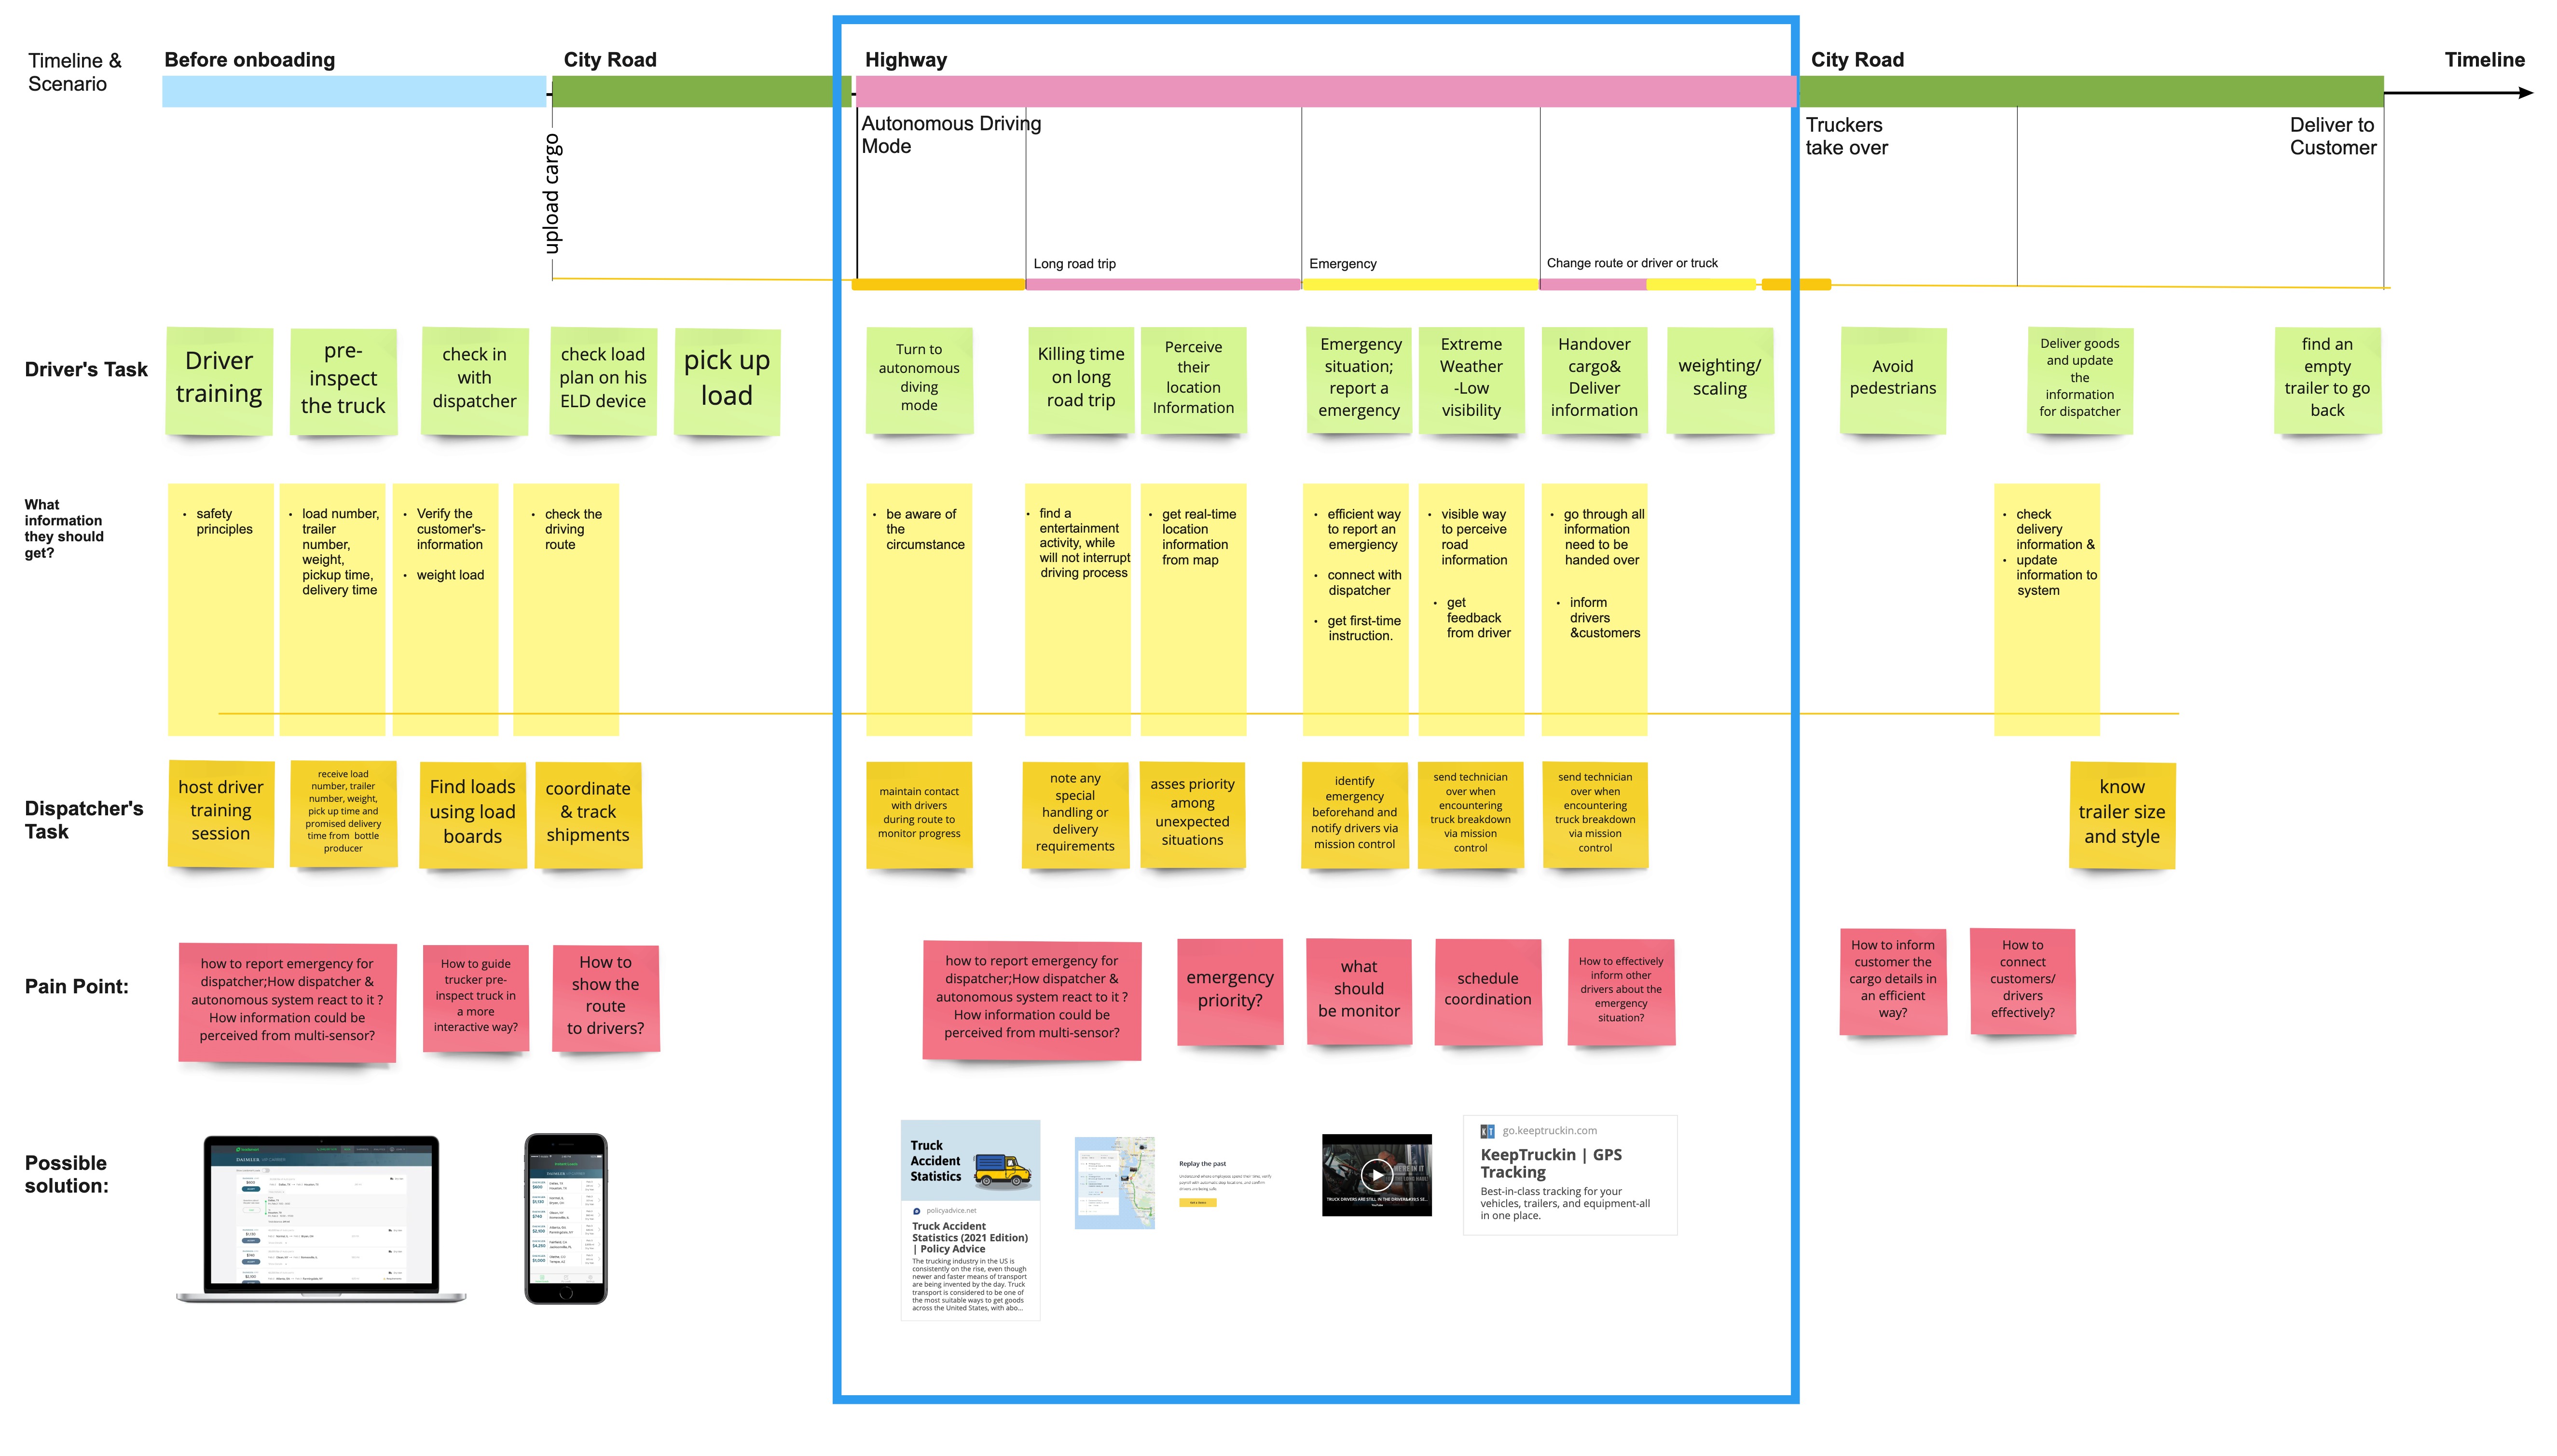 Timeline &
Scenario
Before onboading
City Road
Highway
City Road
Timeline
upload cargo
Autonomous Driving
Mode
Truckers
take over
Deliver to
Customer
Long road trip
Emergency
Change route or driver or truck
Driver's Task
Driver
training
pre-
inspect
the truck
check in
with
dispatcher
check load
plan on his
ELD device
pick up
load
Turn to
autonomous
diving
mode
Killing time
on long
road trip
Perceive
their
location
Information
Emergency
situation;
report a
emergency
Extreme
Weather
-Low
visibility
Handover
cargo&
Deliver
information
weighting/
scaling
Avoid
pedestrians
Deliver goods
and update
the
information
for dispatcher
find an
empty
trailer to go
back
What
information
they should
get?
• safety
principles
• load number,
trailer
number,
weight,
pickup time,
delivery time
• Verify the
customer's-
information
• weight load
• check the
driving
route
• be aware of
the
circumstance
• find a
entertainment
activity, while
will not interrupt
driving process
• get real-time
location
information
from map
• efficient way
to report an
emergiency
• connect with
dispatcher
• get first-time
instruction.
• visible way
to perceive
road
information
• get
feedback
from driver
• go through all
information
need to be
handed over
• inform
drivers
&customers
• check
delivery
information &
• update
information to
system
Dispatcher's
Task
host driver
training
session
receive load
number, trailer
number, weight,
pick up time and
promised delivery
time from bottle
producer
Find loads
using load
boards
coordinate
& track
shipments
maintain contact
with drivers
during route to
monitor progress
note any
special
handling or
delivery
requirements
asses priority
among
unexpected
situations
identify
emergency
beforehand and
notify drivers via
mission control
send technician
over when
encountering
truck breakdown
via mission
control
send technician
over when
encountering
truck breakdown
via mission
control
know
trailer size
and style
Pain Point:
how to report emergency for
dispatcher;How dispatcher &
autonomous system react to it ?
How information could be
perceived from multi-sensor?
How to guide
trucker pre-
inspect truck in
a more
interactive way?
How to
show the
route
to drivers?
how to report emergency for
dispatcher;How dispatcher &
autonomous system react to it ?
How information could be
perceived from multi-sensor?
emergency
priority?
what
should
be monitor
schedule
coordination
How to effectively
inform other
drivers about the
emergency
situation?
How to inform
customer the
cargo details in
an efficient
way?
How to
connect
customers/
drivers
effectively?
Possible
solution:
Truck
Accident
Statistics
policyadvice.net
Truck Accident
Statistics (2021 Edition)
| Policy Advice
The trucking industry in the US is
consistently on the rise, even though
newer and faster means of transport
are being invented by the day. Truck
transport is considered to be one of
the most suitable ways to get goods
across the United States, with abo...
Replay the past
TRUCK DRIVERS ARE STILL IN THE DRIVER
YouTube
KT go.keeptruckin.com
KeepTruckin | GPS
Tracking
Best-in-class tracking for your
vehicles, trailers, and equipment-all
in one place.